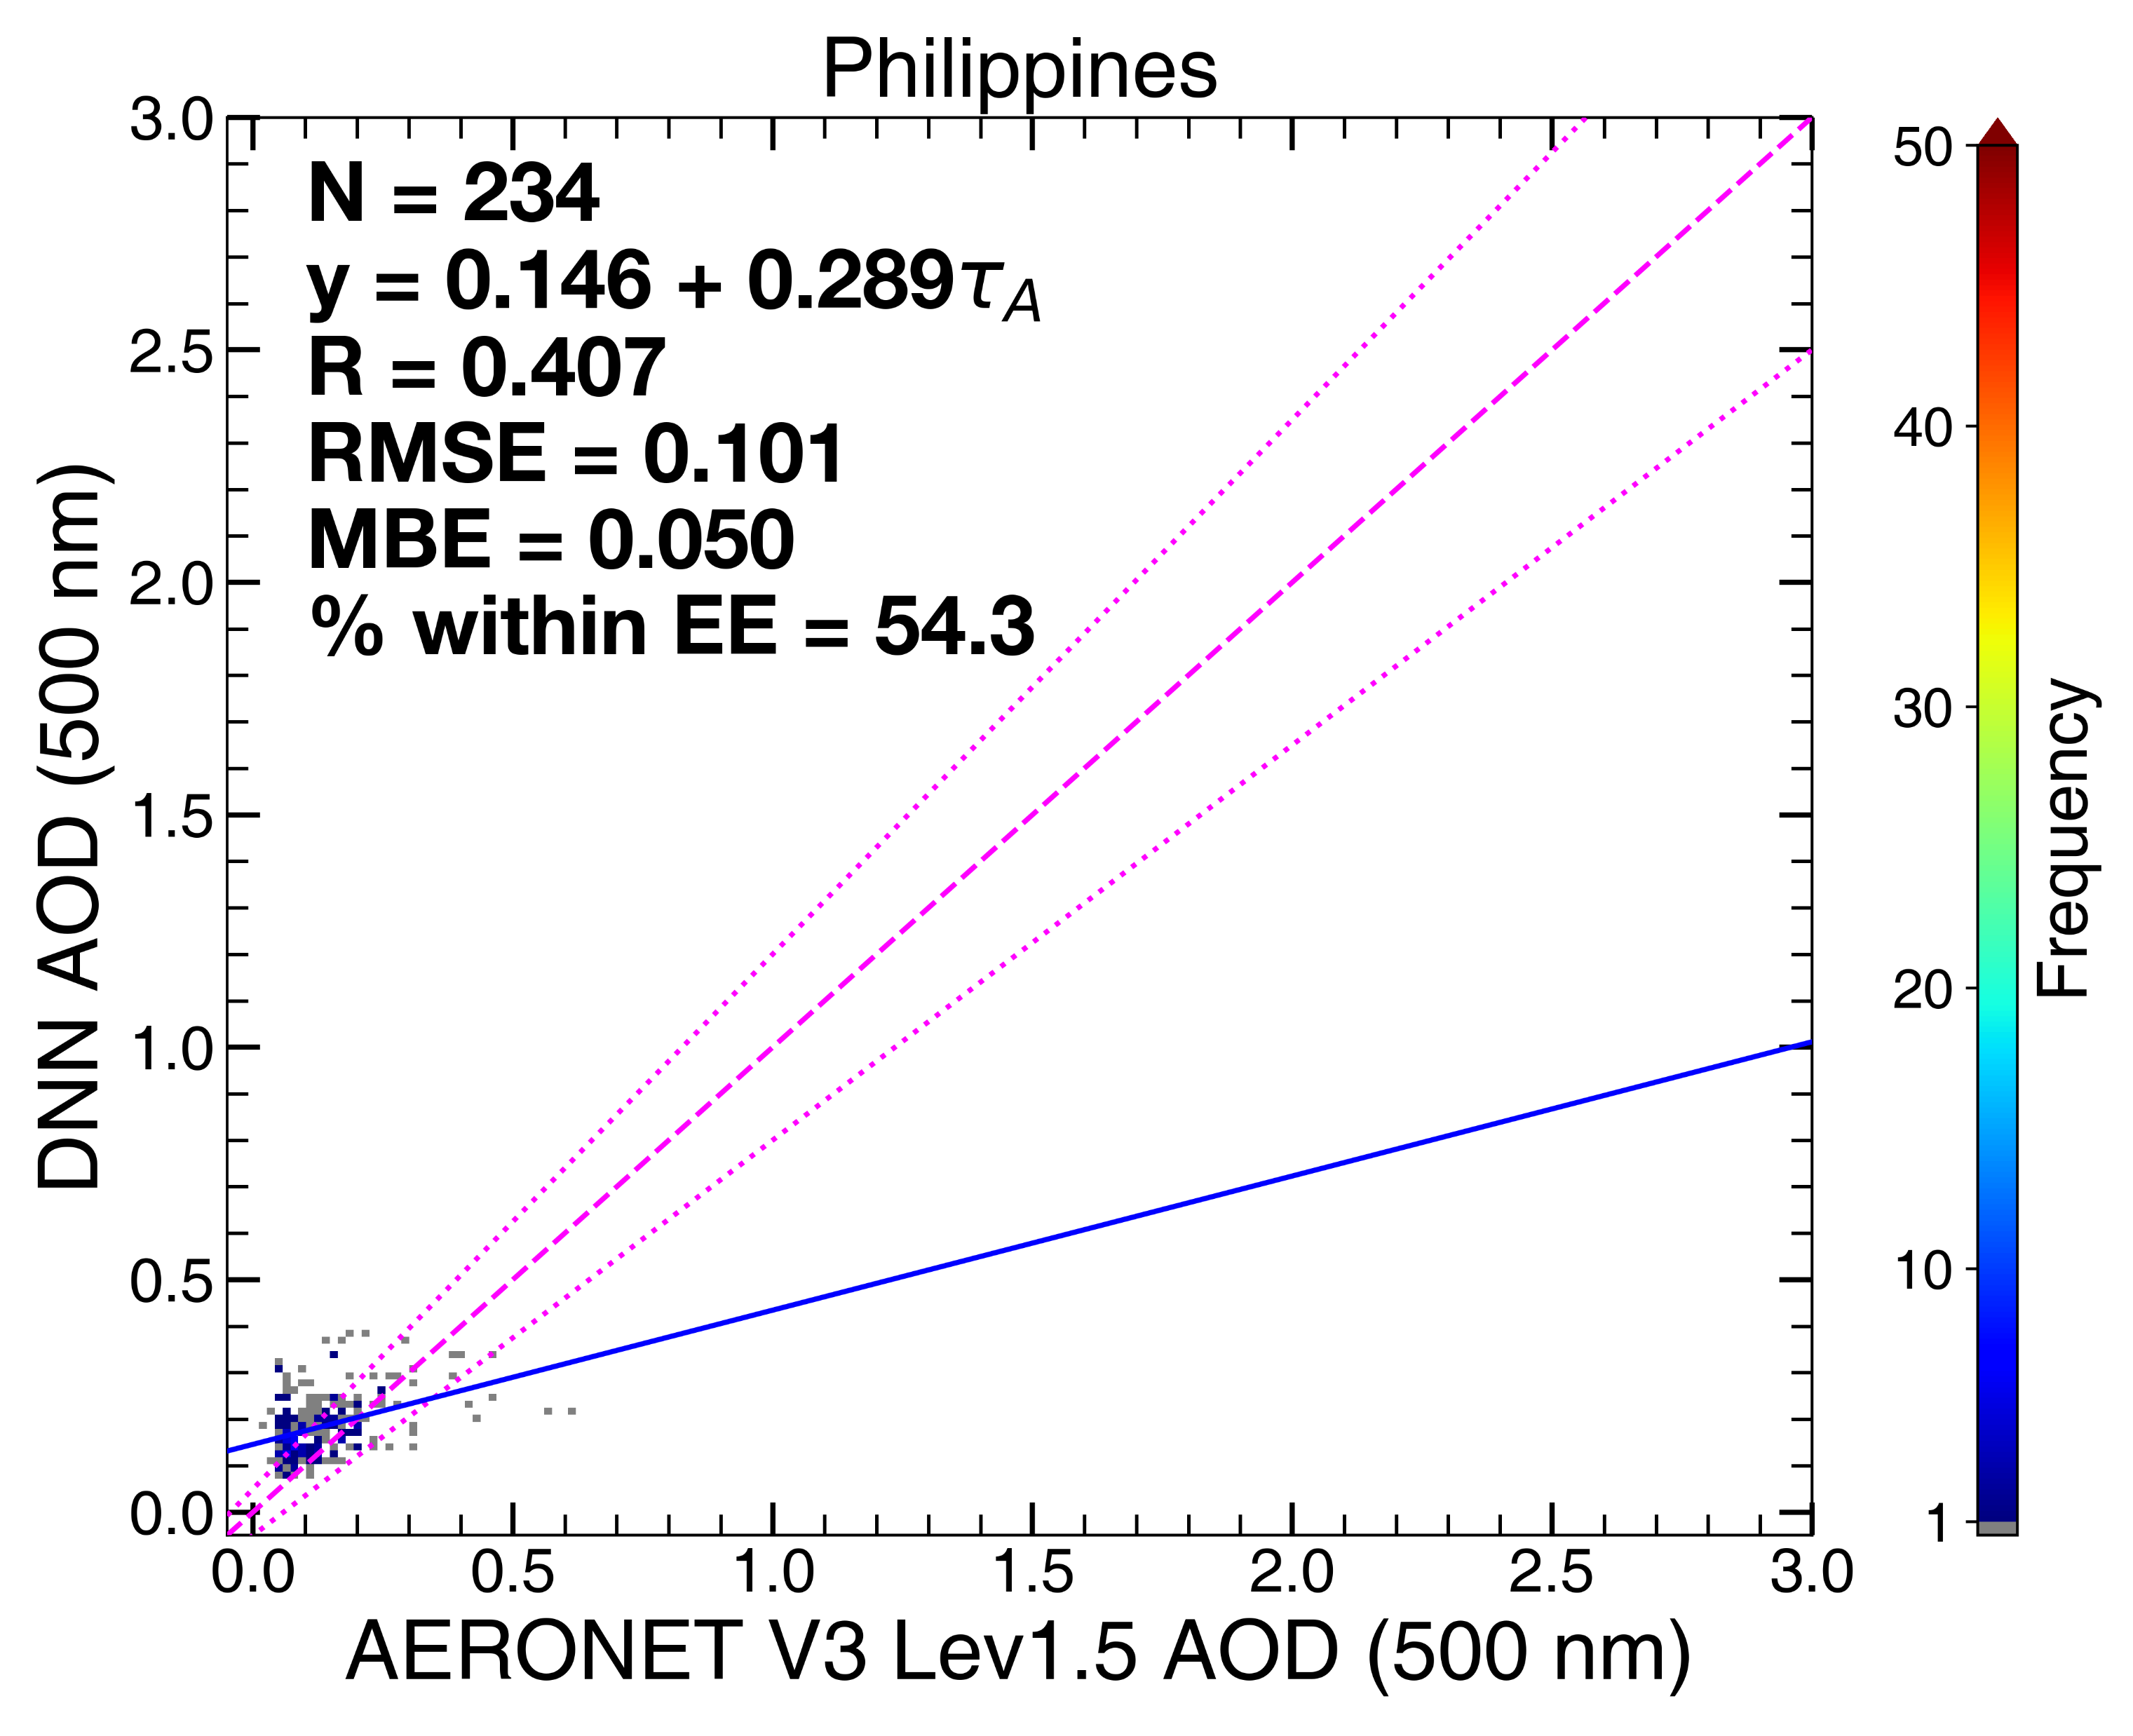 Philippines
N = 234
y = 0.146 + 0.289τA
R = 0.407
RMSE = 0.101
MBE = 0.050
% within EE = 54.3
DNN AOD (500 nm)
3.0
2.5
2.0
1.5
1.0
0.5
0.0
0.0 0.5 1.0 1.5 2.0 2.5 3.0
AERONET V3 Lev1.5 AOD (500 nm)
50
40
30
20
10
1
Frequency